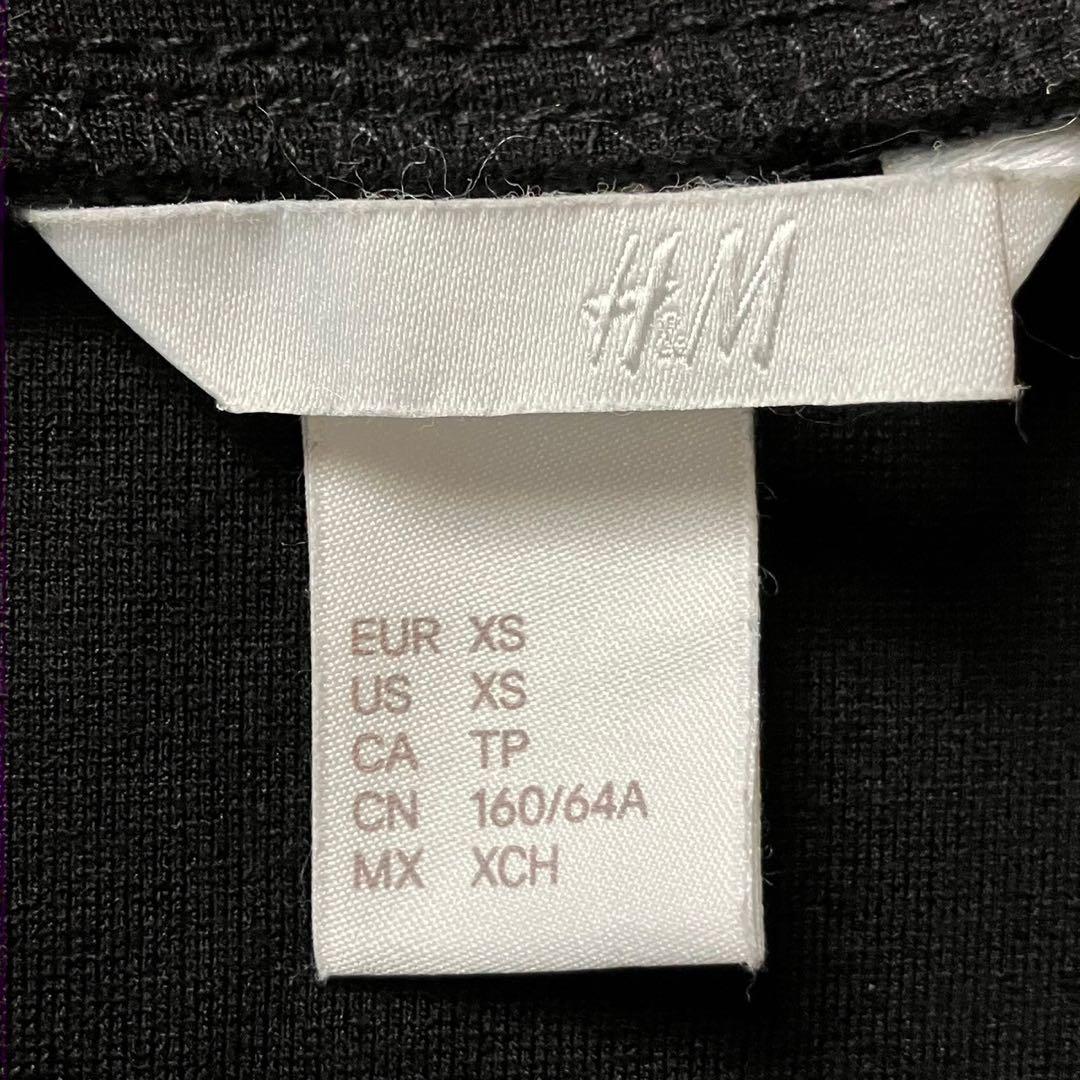 H&M
EUR XS
US XS
CA TP
CN 160/64A
MX XCH